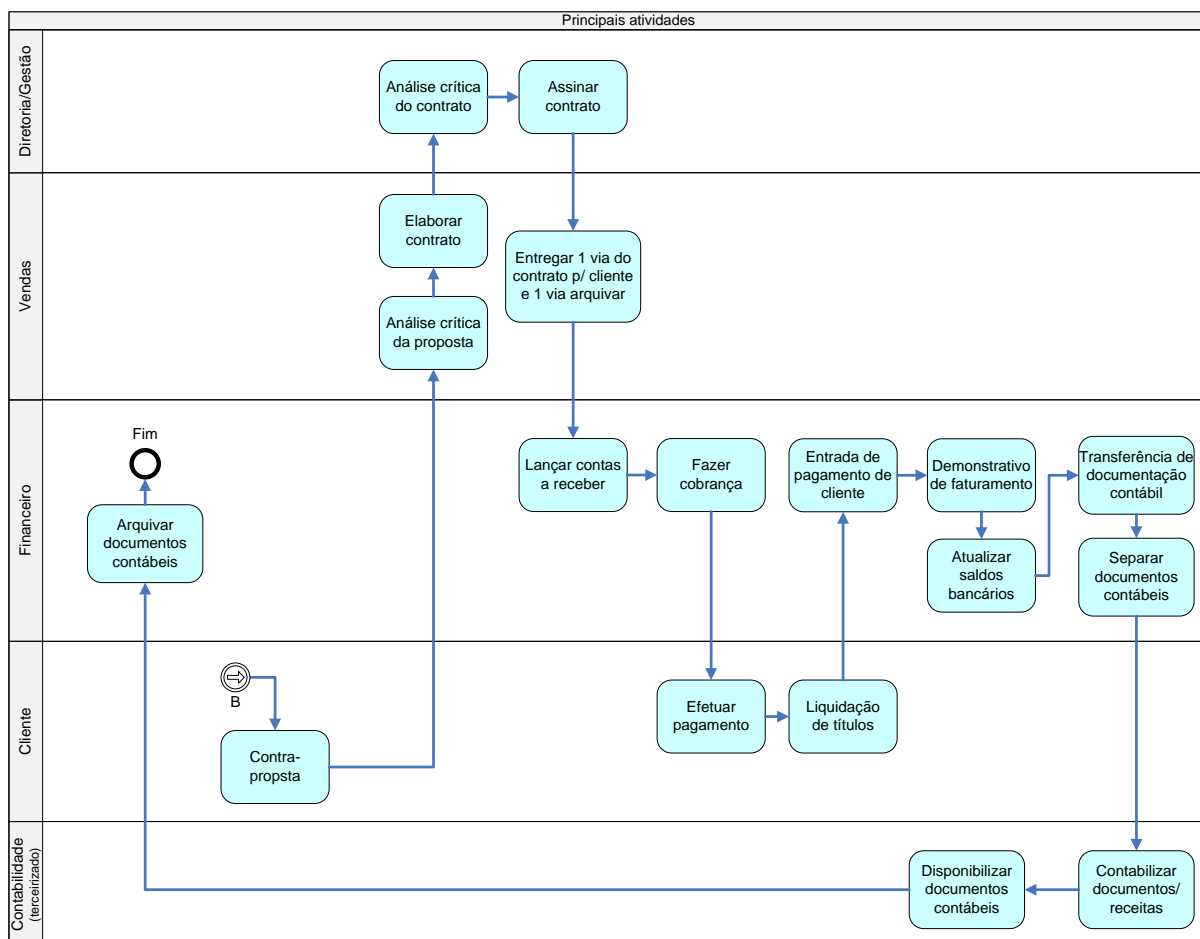 Principais atividades
Diretoria/Gestão
Análise crítica
do contrato
Assinar
contrato
Vendas
Elaborar
contrato
Entregar 1 via do
contrato p/ cliente
e 1 via arquivar
Análise crítica
da proposta
Financeiro
Fim
Arquivar
documentos
contábeis
Lançar contas
a receber
Fazer
cobrança
Entrada de
pagamento de
cliente
Demonstrativo
de faturamento
Transferência de
documentação
contábil
Atualizar
saldos
bancários
Separar
documentos
contábeis
Cliente
B
Contra-
propsta
Efetuar
pagamento
Liquidação
de títulos
Contabilidade
(terceirizado)
Disponibilizar
documentos
contábeis
Contabilizar
documentos/
receitas